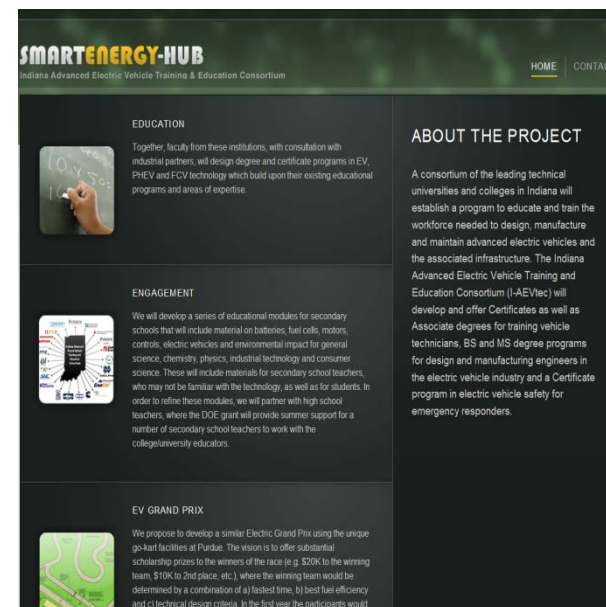 SMARTENERGY-HUB
Indiana Advanced Electric Vehicle Training & Education Consortium
HOME
CONTAC
EDUCATION
Together, faculty from these institutions, with consultation with
industrial partners, will design degree and certificate programs in EV,
PHEV and FCV technology which build upon their existing educational
programs and areas of expertise.
ENGAGEMENT
We will develop a series of educational modules for secondary
schools that will include material on batteries, fuel cells, motors,
controls, electric vehicles and environmental impact for general
science, chemistry, physics, industrial technology and consumer
science. These will include materials for secondary school teachers,
who may not be familiar with the technology, as well as for students. In
order to refine these modules, we will partner with high school
teachers, where the DOE grant will provide summer support for a
number of secondary school teachers to work with the
college/university educators.
EV GRAND PRIX
We propose to develop a similar Electric Grand Prix using the unique
go-kart facilities at Purdue. The vision is to offer substantial
scholarship prizes to the winners of the race (e.g. $20K to the winning
team, $10K to 2nd place, etc.), where the winning team would be
determined by a combination of a) fastest time, b) best fuel efficiency
and c) technical design criteria. In the first year the participants would
ABOUT THE PROJECT
A consortium of the leading technical
universities and colleges in Indiana will
establish a program to educate and train the
workforce needed to design, manufacture
and maintain advanced electric vehicles and
the associated infrastructure. The Indiana
Advanced Electric Vehicle Training and
Education Consortium (I-AEVtec) will
develop and offer Certificates as well as
Associate degrees for training vehicle
technicians, BS and MS degree programs
for design and manufacturing engineers in
the electric vehicle industry and a Certificate
program in electric vehicle safety for
emergency responders.